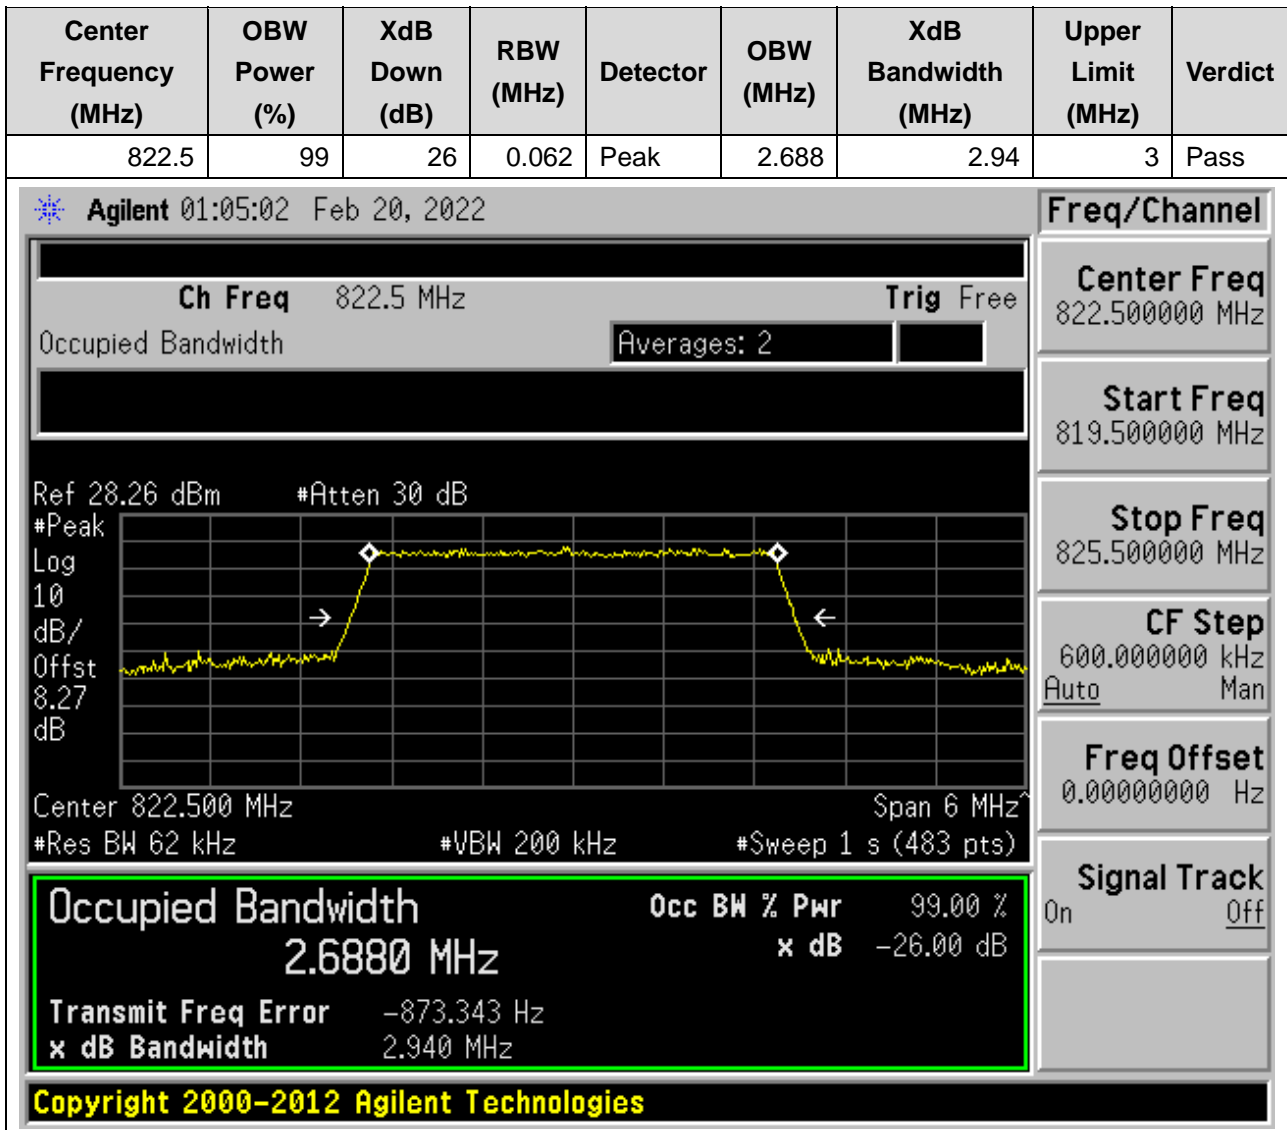 Center Frequency (MHz) OBW Power (%) XdB Down (dB) RBW (MHz) Detector OBW (MHz) XdB Bandwidth (MHz) Upper Limit (MHz) Verdict
822.5 99 26 0.062 Peak 2.688 2.94 3 Pass
Agilent 01:05:02 Feb 20, 2022
Freq/Channel
Ch Freq 822.5 MHz Trig Free
Occupied Bandwidth Averages: 2
Center Freq
822.500000 MHz
Start Freq
819.500000 MHz
Stop Freq
825.500000 MHz
CF Step
600.000000 kHz
Auto Man
Freq Offset
0.00000000 Hz
Signal Track
On Off
Ref 28.26 dBm #Atten 30 dB
#Peak
Log
10
dB/
Offst
8.27
dB
Center 822.500 MHz Span 6 MHz^
#Res BW 62 kHz #VBW 200 kHz #Sweep 1 s (483 pts)
Occupied Bandwidth Occ BW % Pwr 99.00 %
2.6880 MHz x dB -26.00 dB
Transmit Freq Error -873.343 Hz
x dB Bandwidth 2.940 MHz
Copyright 2000-2012 Agilent Technologies